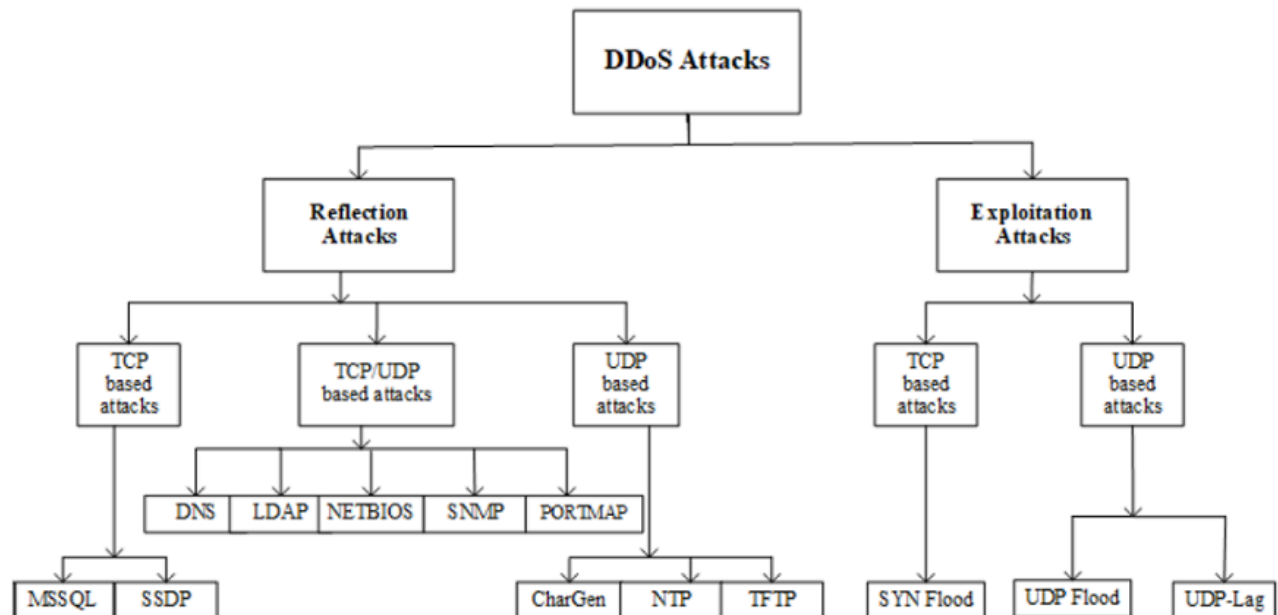 DDoS Attacks
Reflection
Attacks
Exploitation
Attacks
TCP
based
attacks
TCP/UDP
based attacks
UDP
based
attacks
TCP
based
attacks
UDP
based
attacks
DNS
LDAP
NETBIOS
SNMP
PORTMAP
MSSQL
SSDP
CharGen
NTP
TFTP
SYN Flood
UDP Flood
UDP-Lag